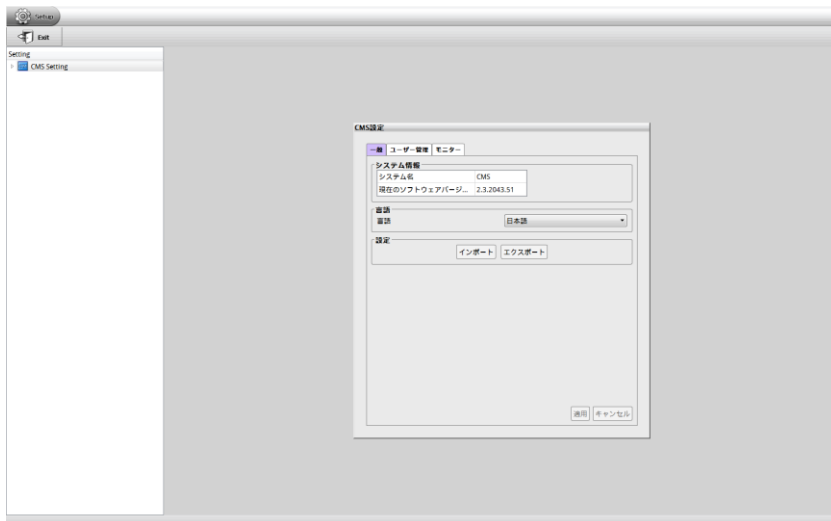 Setup
Exit
Setting
CMS Setting
CMS設定
一般 ユーザー管理 モニター
システム情報
システム名 CMS
現在のソフトウェアバージ... 2.3.2043.51
言語
言語 日本語
設定
インポート エクスポート
適用 キャンセル